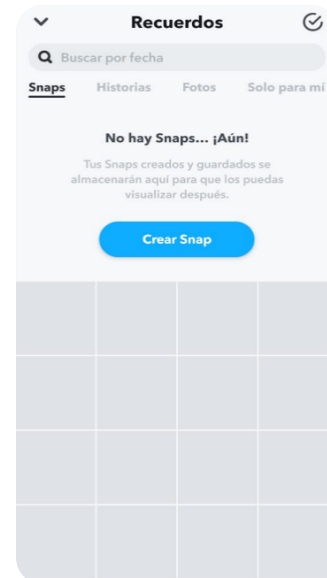 Recuerdos
Buscar por fecha
Snaps Historias Fotos Solo para mí
No hay Snaps... ¡Aún!
Tus Snaps creados y guardados se
almacenarán aquí para que los puedas
visualizar después.
Crear Snap